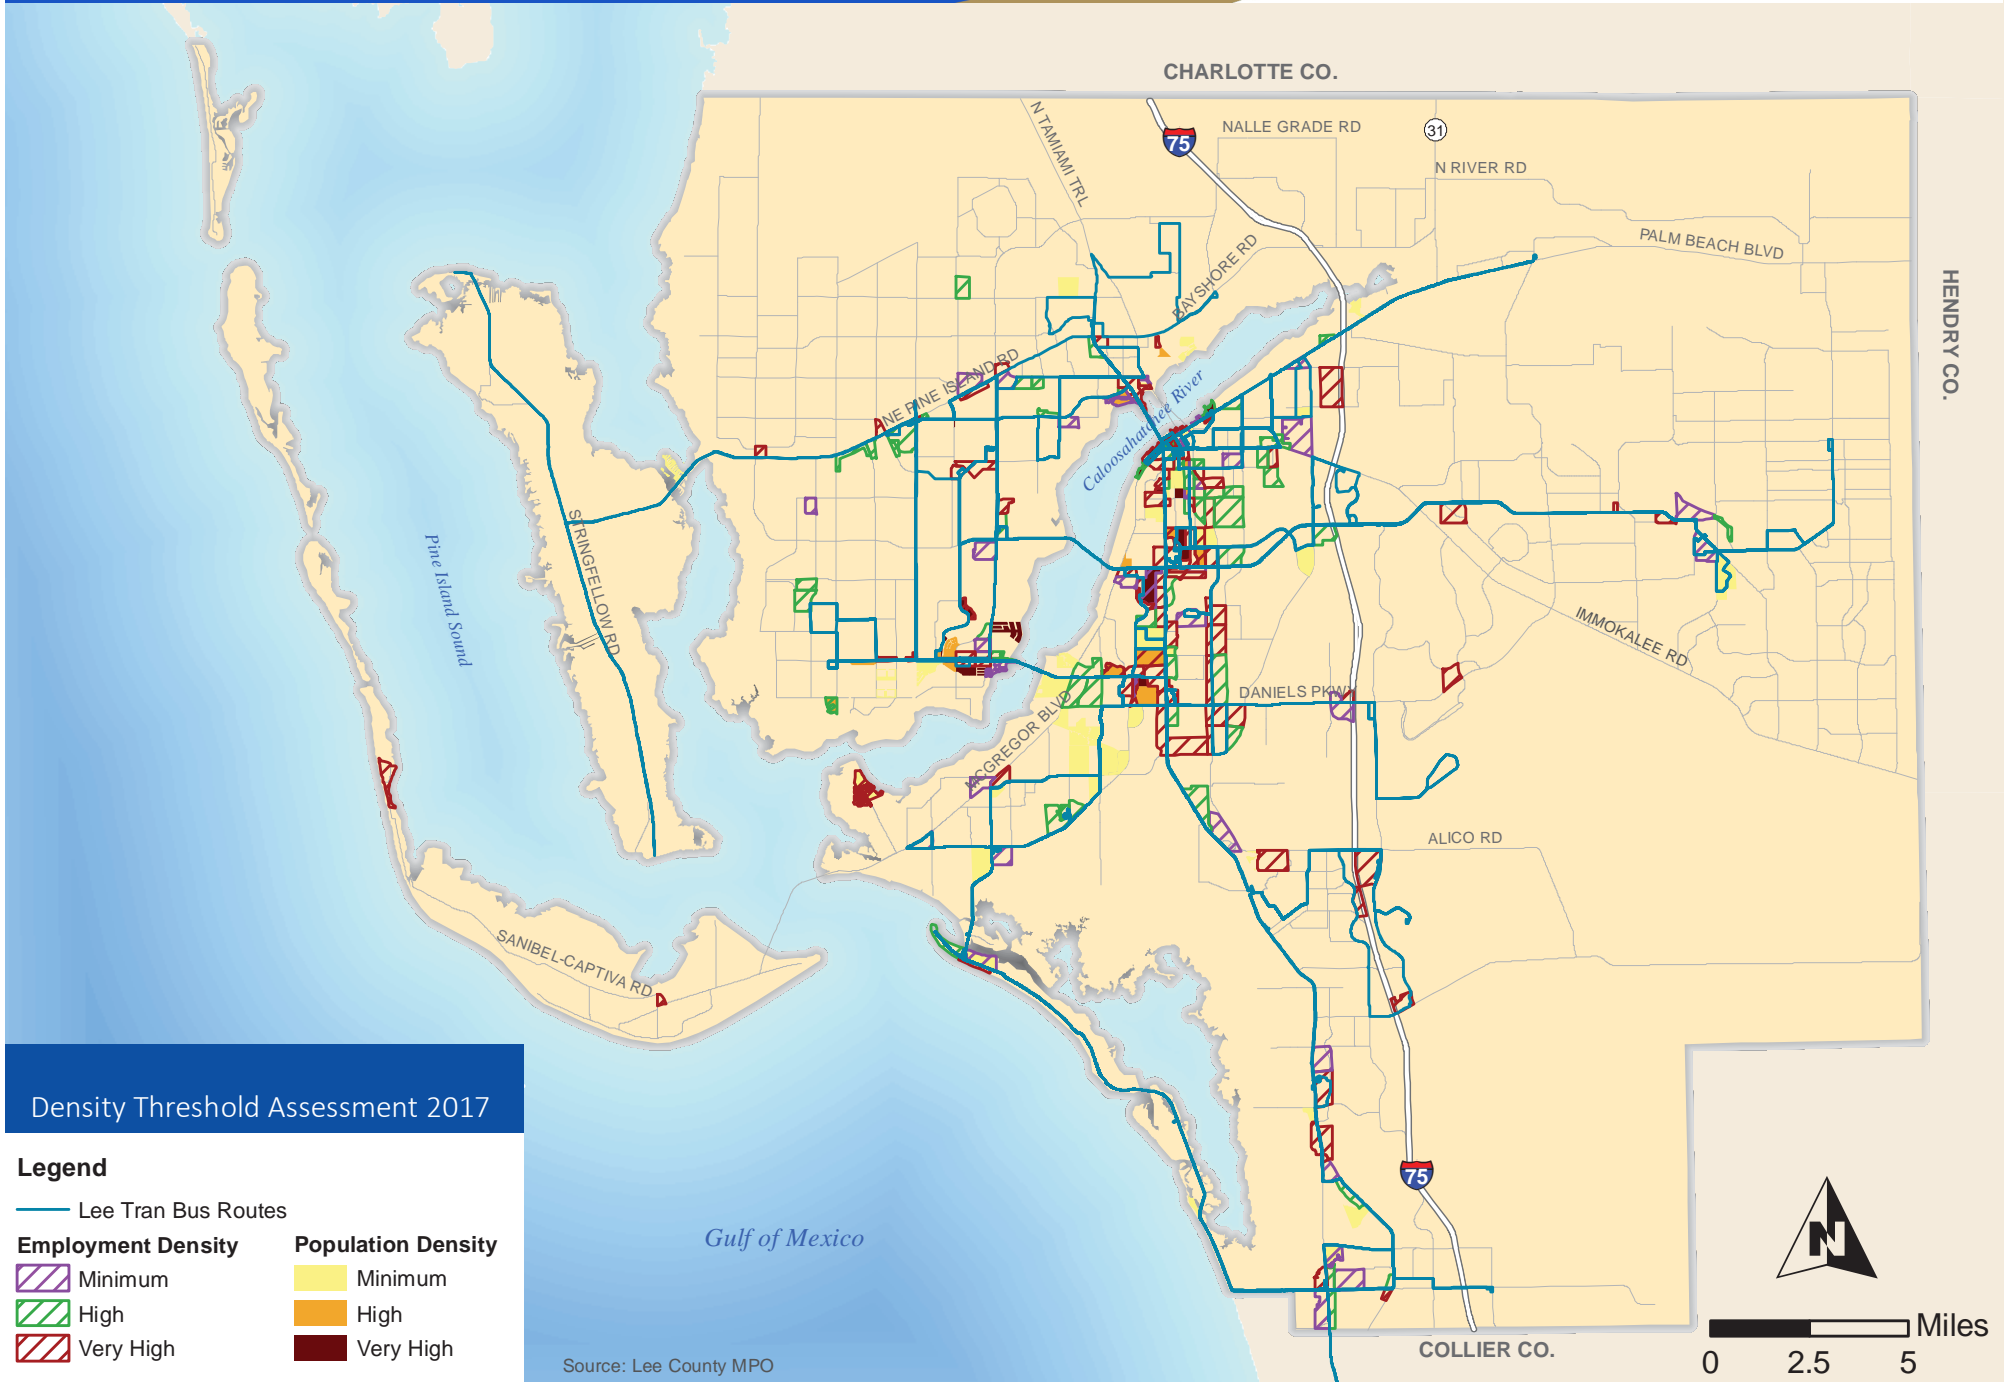 CHARLOTTE CO.
75
NALLE GRADE RD
31
N TAMIAMI TRL
N RIVER RD
PALM BEACH BLVD
BAYSHORE RD
HENDRY CO.
NE PINE ISLAND RD
Caloosahatchee River
STRINGFELLOW RD
Pine Island Sound
IMMOKALEE RD
DANIELS PKWY
MCGREGOR BLVD
ALICO RD
SANIBEL-CAPTIVA RD
75
Gulf of Mexico
COLLIER CO.
Density Threshold Assessment 2017
Legend
Lee Tran Bus Routes
Employment Density
Minimum
High
Very High
Population Density
Minimum
High
Very High
Source: Lee County MPO
N
Miles
0 2.5 5